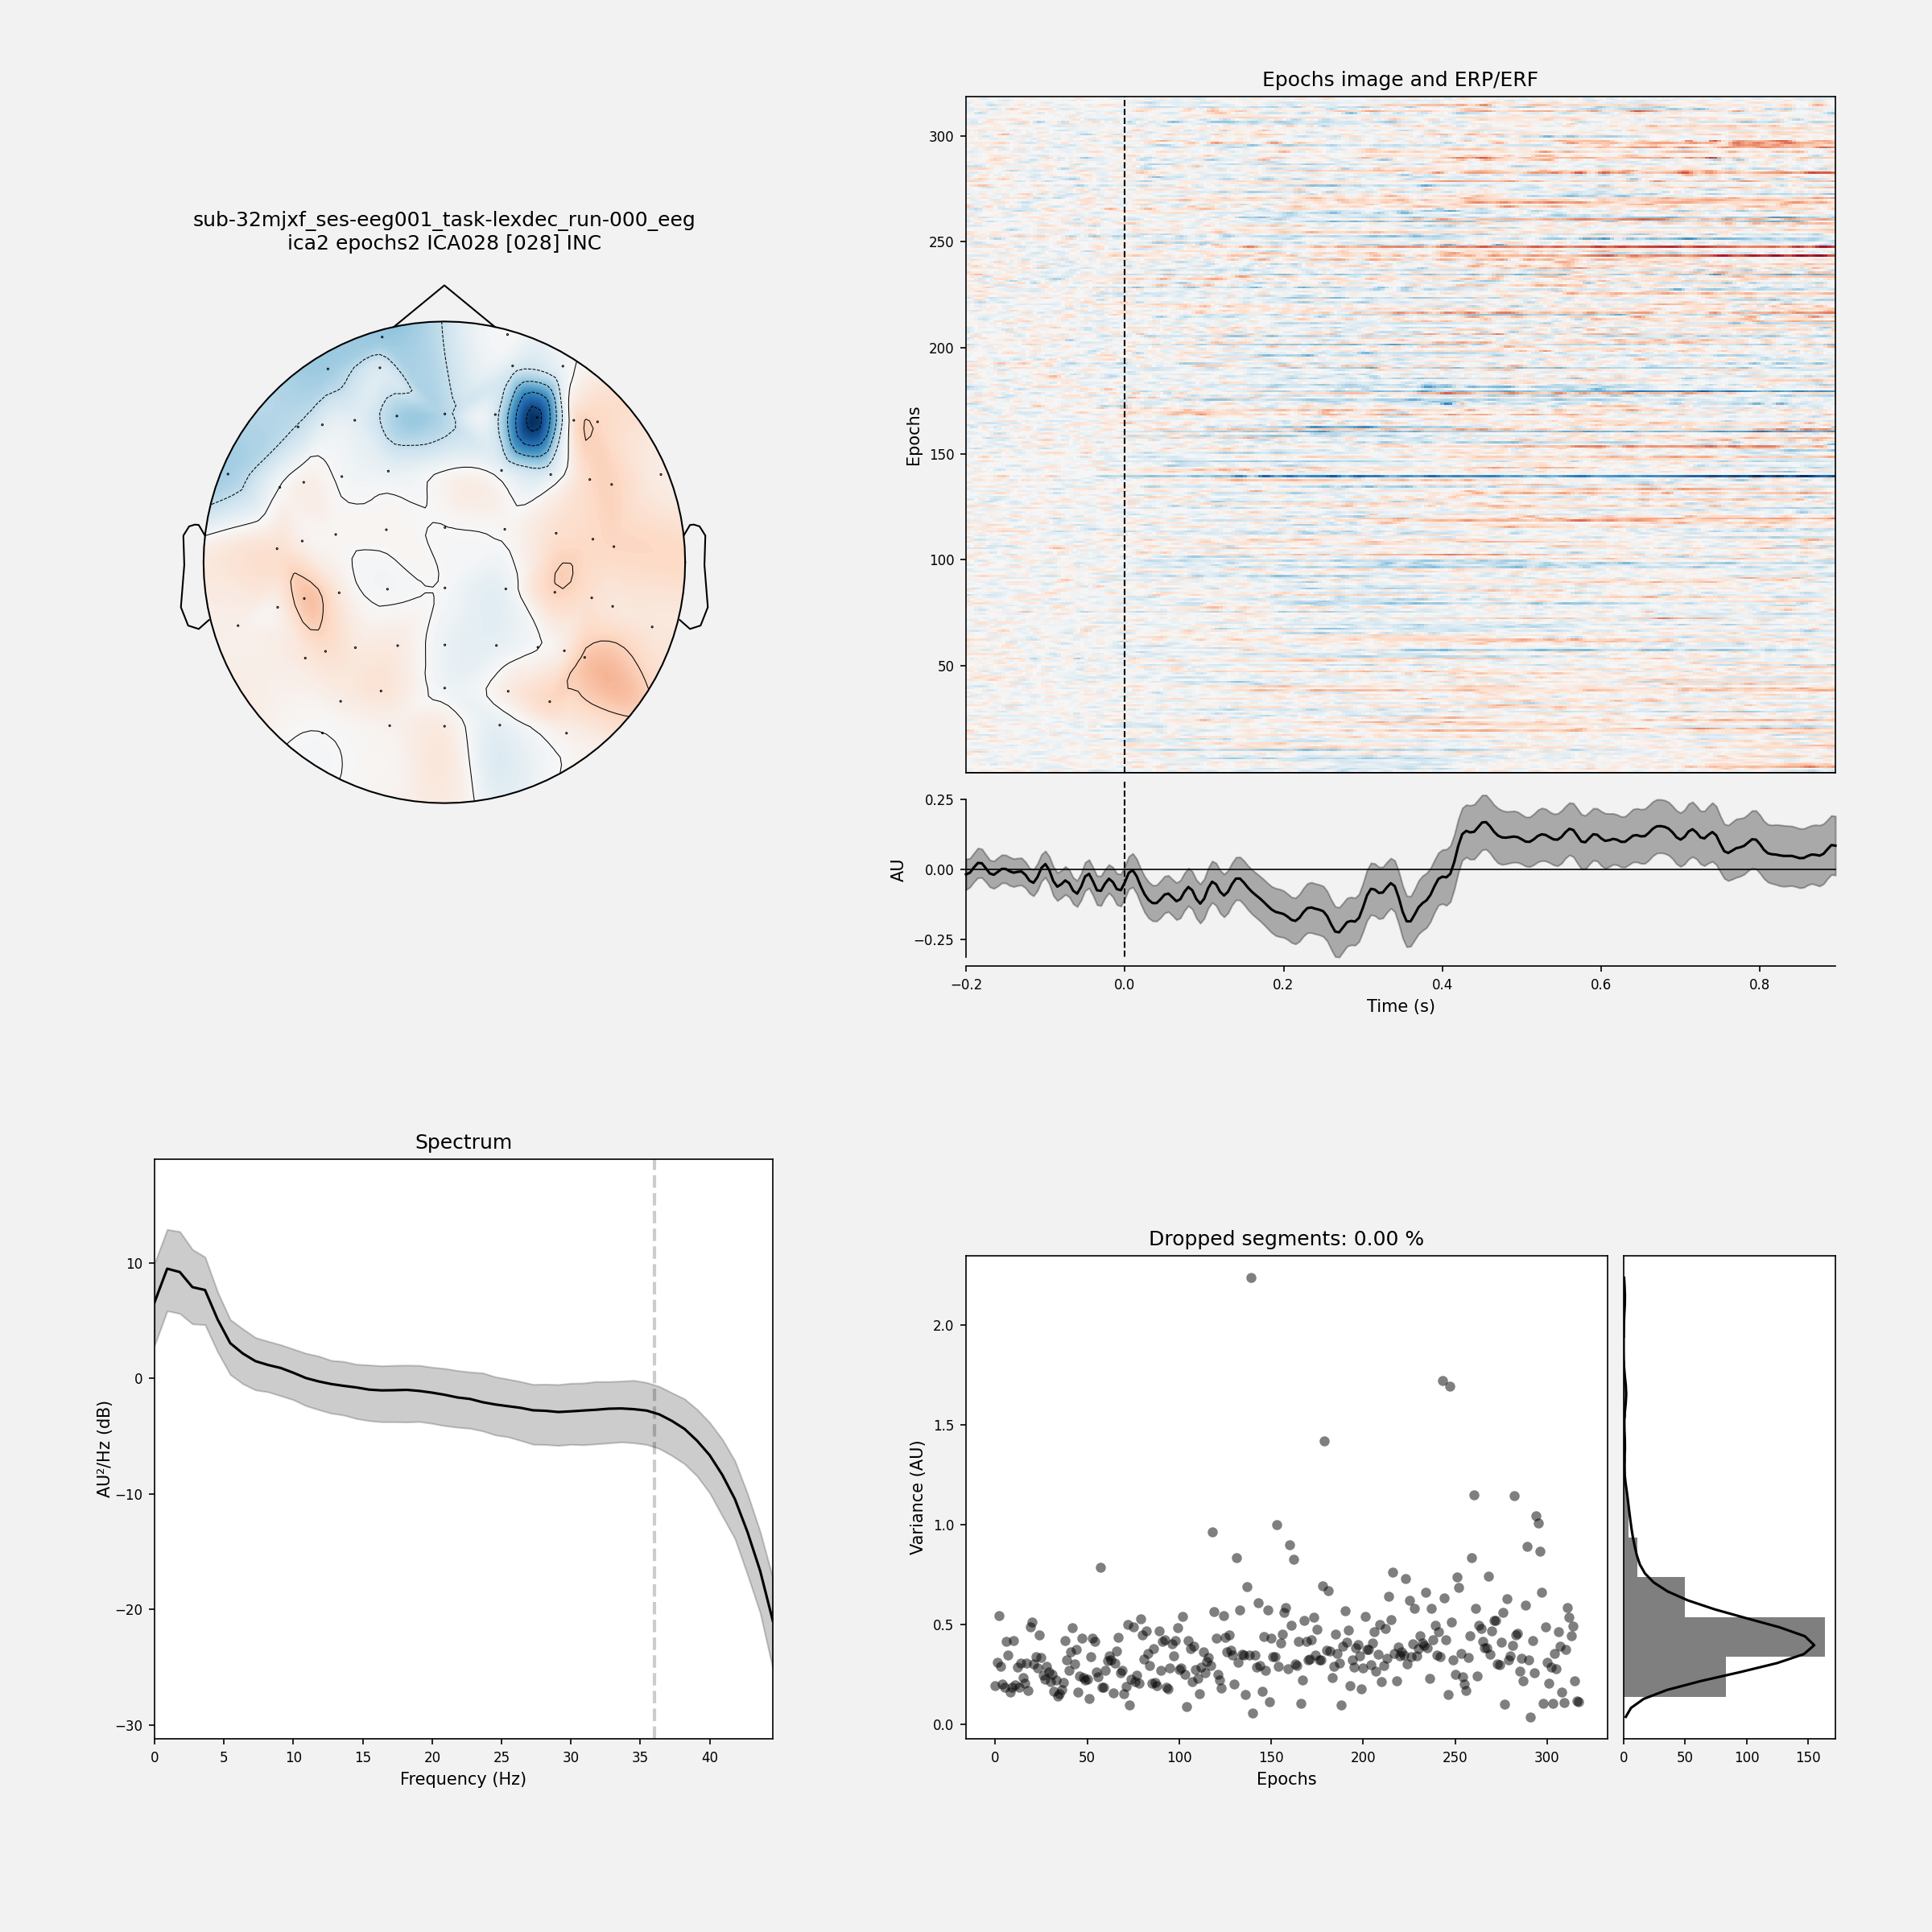 sub-32mjxf_ses-eeg001_task-lexdec_run-000_eeg
ica2 epochs2 ICA028 [028] INC
Epochs image and ERP/ERF
Epochs
300
250
200
150
100
50
AU
0.25
0.00
−0.25
−0.2 0.0 0.2 0.4 0.6 0.8
Time (s)
Spectrum
AU²/Hz (dB)
10
0
−10
−20
−30
0 5 10 15 20 25 30 35 40
Frequency (Hz)
Dropped segments: 0.00 %
Variance (AU)
2.0
1.5
1.0
0.5
0.0
0 50 100 150 200 250 300
Epochs
0 50 100 150